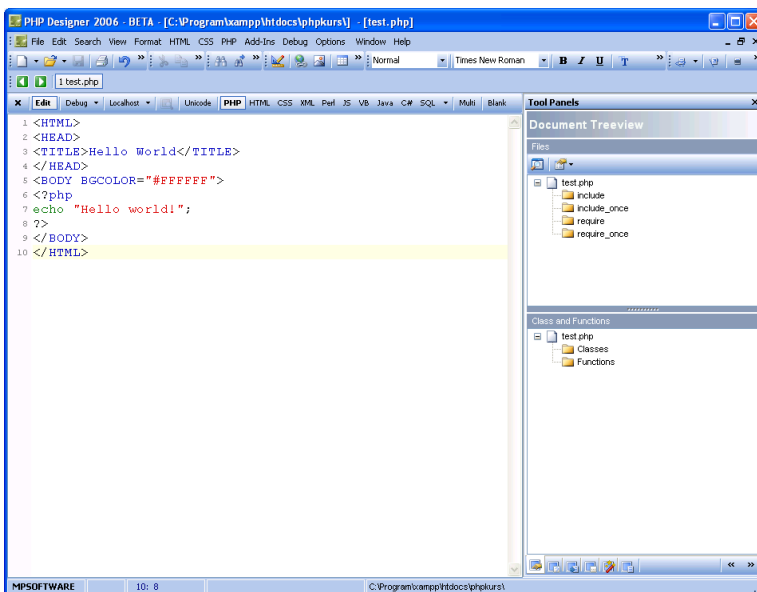 PHP Designer 2006 - BETA - [C:\Program\xampp\htdocs\phpkurs\] - [test.php]
File Edit Search View Format HTML CSS PHP Add-Ins Debug Options Window Help
Normal Times New Roman B I U T
1 test.php
Edit Debug Localhost Unicode PHP HTML CSS XML Perl JS VB Java C# SQL Multi Blank
1 <HTML>
2 <HEAD>
3 <TITLE>Hello World</TITLE>
4 </HEAD>
5 <BODY BGCOLOR="#FFFFFF">
6 <?php
7 echo "Hello world!";
8 ?>
9 </BODY>
10 </HTML>
Tool Panels
Document Treeview
Files
test.php
include
include_once
require
require_once
Class and Functions
test.php
Classes
Functions
MPSOFTWARE 10: 8 C:\Program\xampp\htdocs\phpkurs\